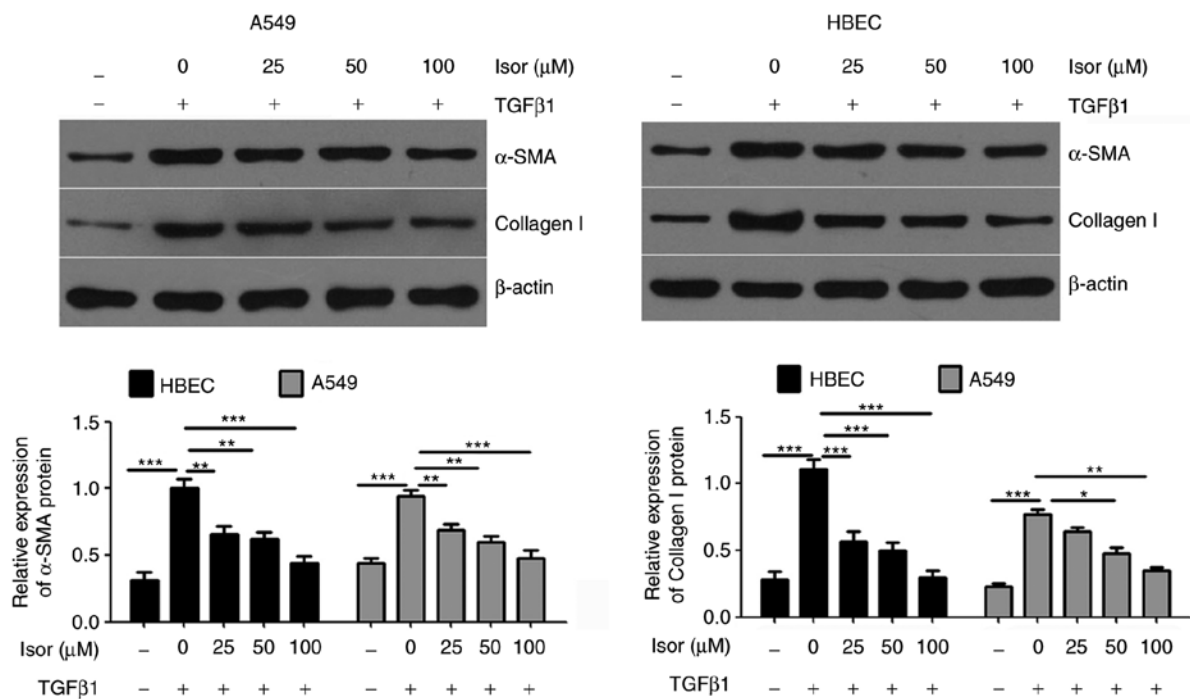 A549
– 0 25 50 100 Isor (μM)
– + + + + TGFβ1
α-SMA
Collagen I
β-actin
HBEC
– 0 25 50 100 Isor (μM)
– + + + + TGFβ1
α-SMA
Collagen I
β-actin
HBEC A549
Relative expression
of α-SMA protein
1.5
1.0
0.5
0.0
***
**
*** **
***
**
*** **
Isor (μM) – 0 25 50 100 – 0 25 50 100
TGFβ1 – + + + + – + + + +
HBEC A549
Relative expression
of Collagen I protein
1.5
1.0
0.5
0.0
***
***
*** ***
**
*** *
Isor (μM) – 0 25 50 100 – 0 25 50 100
TGFβ1 – + + + + – + + + +